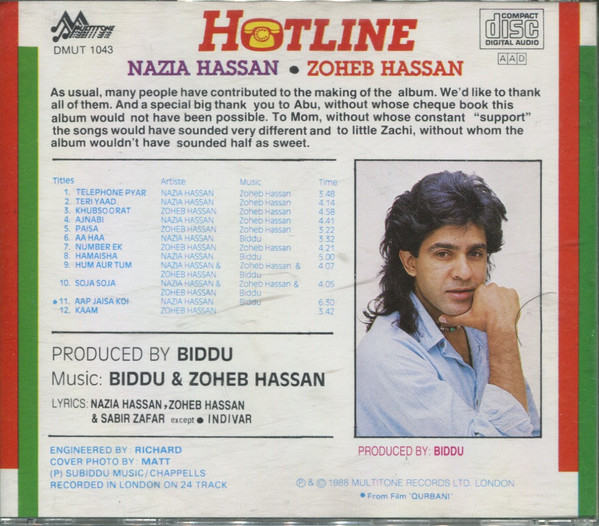 MULTITONE
DMUT 1043
HOTLINE
COMPACT
disc
DIGITAL AUDIO
AAD
NAZIA HASSAN • ZOHEB HASSAN
As usual, many people have contributed to the making of the album. We'd like to thank
all of them. And a special big thank you to Abu, without whose cheque book this
album would not have been possible. To Mom, without whose constant "support"
the songs would have sounded very different and to little Zachi, without whom the
album wouldn't have sounded half as sweet.
Titles Artiste Music Time
1. TELEPHONE PYAR NAZIA HASSAN Zoheb Hassan 3.48
2. TERI YAAD NAZIA HASSAN Zoheb Hassan 4.14
3. KHUBSOORAT ZOHEB HASSAN Zoheb Hassan 4.58
4. AJNABI NAZIA HASSAN Zoheb Hassan 4.41
5. PAISA ZOHEB HASSAN Zoheb Hassan 3.22
6. AA HAA NAZIA HASSAN Biddu 3.32
7. NUMBER EK ZOHEB HASSAN Zoheb Hassan 4.21
8. HAMAISHA NAZIA HASSAN Biddu 5.00
9. HUM AUR TUM NAZIA HASSAN & Zoheb Hassan & 4.07
ZOHEB HASSAN Biddu
10. SOJA SOJA NAZIA HASSAN & Zoheb Hassan & 4.05
ZOHEB HASSAN Biddu
• 11. AAP JAISA KOI NAZIA HASSAN Biddu 6.30
12. KAAM ZOHEB HASSAN 3.42
PRODUCED BY BIDDU
Music: BIDDU & ZOHEB HASSAN
LYRICS: NAZIA HASSAN, ZOHEB HASSAN
& SABIR ZAFAR except • INDIVAR
PRODUCED BY: BIDDU
ENGINEERED BY: RICHARD
COVER PHOTO BY: MATT
(P) SUBIDDU MUSIC/CHAPPELLS
RECORDED IN LONDON ON 24 TRACK
℗ & © 1988 MULTITONE RECORDS LTD. LONDON
• From Film 'QURBANI'